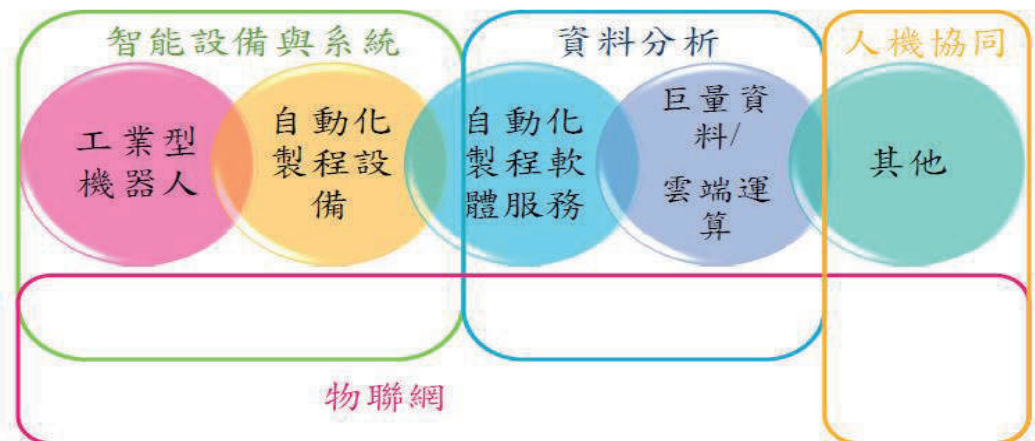 智能設備與系統
資料分析
人機協同
工業型
機器人
自動化
製程設
備
自動化
製程軟
體服務
巨量資
料/
雲端運
算
其他
物聯網